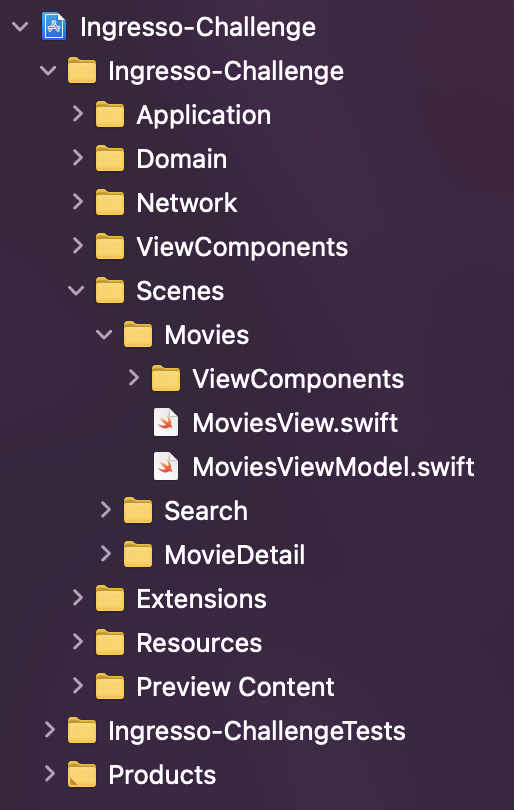 Ingresso-Challenge
Ingresso-Challenge
Application
Domain
Network
ViewComponents
Scenes
Movies
ViewComponents
MoviesView.swift
MoviesViewModel.swift
Search
MovieDetail
Extensions
Resources
Preview Content
Ingresso-ChallengeTests
Products